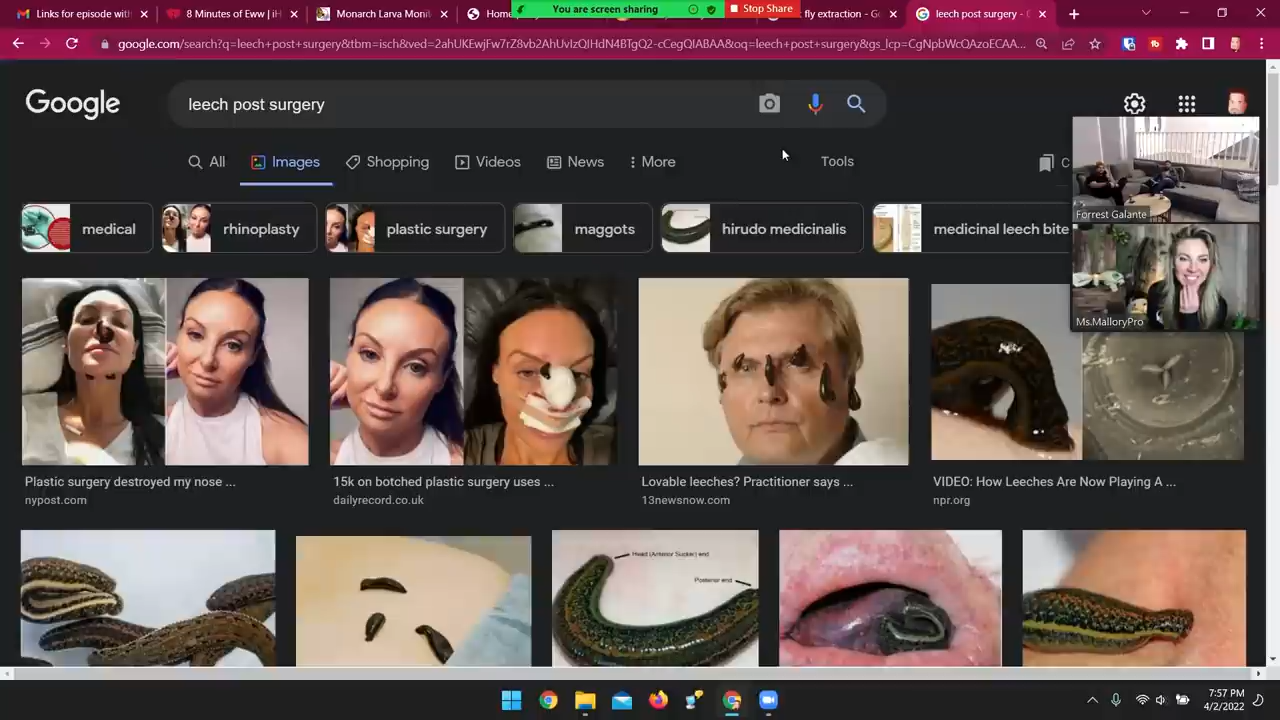 Links for episode with
8 Minutes of Eww | iH
Monarch Larva Monit
Hom
You are screen sharing
Stop Share
fly extraction - Go
leech post surgery - G
google.com/search?q=leech+post+surgery&tbm=isch&ved=2ahUKEwjFw7rZ8vb2AhUvIzQIHdN4BTgQ2-cCegQIABAA&oq=leech+post+surgery&gs_lcp=CgNpbWcQAzoECAA...
Google
leech post surgery
All
Images
Shopping
Videos
News
More
Tools
C
medical
rhinoplasty
plastic surgery
maggots
hirudo medicinalis
medicinal leech bite
Forrest Galante
Ms.MalloryPro
Plastic surgery destroyed my nose ...
nypost.com
15k on botched plastic surgery uses ...
dailyrecord.co.uk
Lovable leeches? Practitioner says ...
13newsnow.com
VIDEO: How Leeches Are Now Playing A ...
npr.org
Head (Anterior Sucker) end
Posterior end
7:57 PM
4/2/2022